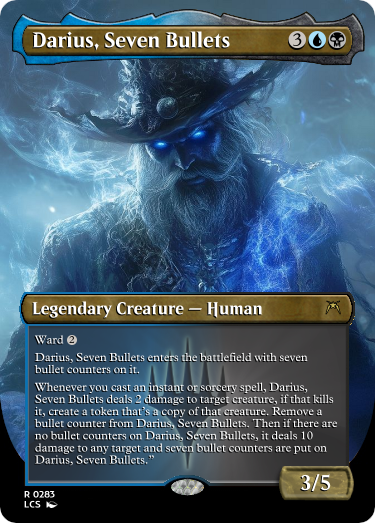 Darius, Seven Bullets 3
Legendary Creature — Human
Ward 2
Darius, Seven Bullets enters the battlefield with seven
bullet counters on it.
Whenever you cast an instant or sorcery spell, Darius,
Seven Bullets deals 2 damage to target creature, if that kills
it, create a token that's a copy of that creature. Remove a
bullet counter from Darius, Seven Bullets. Then if there
are no bullet counters on Darius, Seven Bullets, it deals 10
damage to any target and seven bullet counters are put on
Darius, Seven Bullets.”
3/5
R 0283
LCS